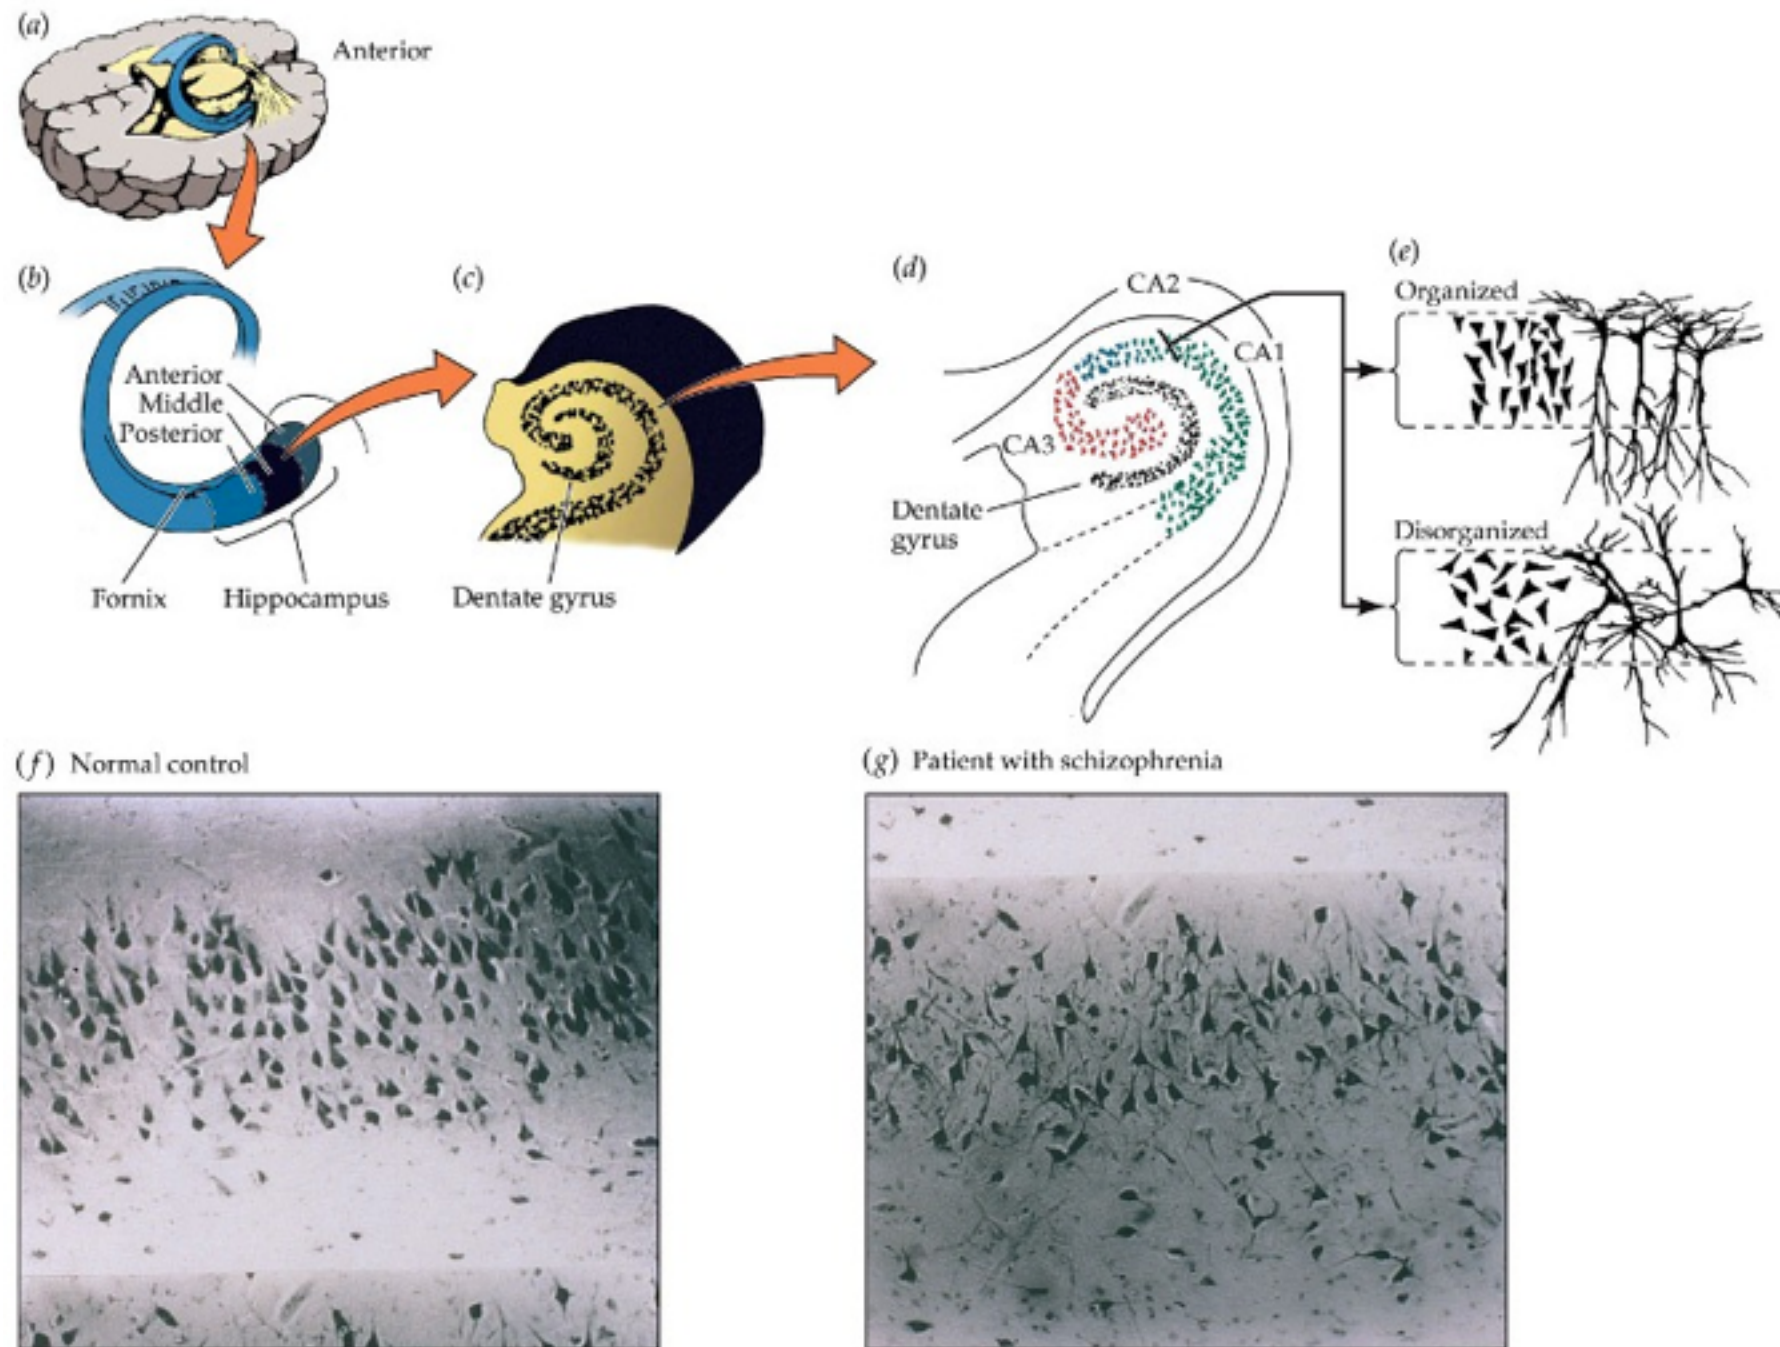 (a)
Anterior
(b)
Anterior
Middle
Posterior
Fornix
Hippocampus
(c)
Dentate gyrus
(d)
CA2
CA1
CA3
Dentate
gyrus
(e)
Organized
Disorganized
(f) Normal control
(g) Patient with schizophrenia